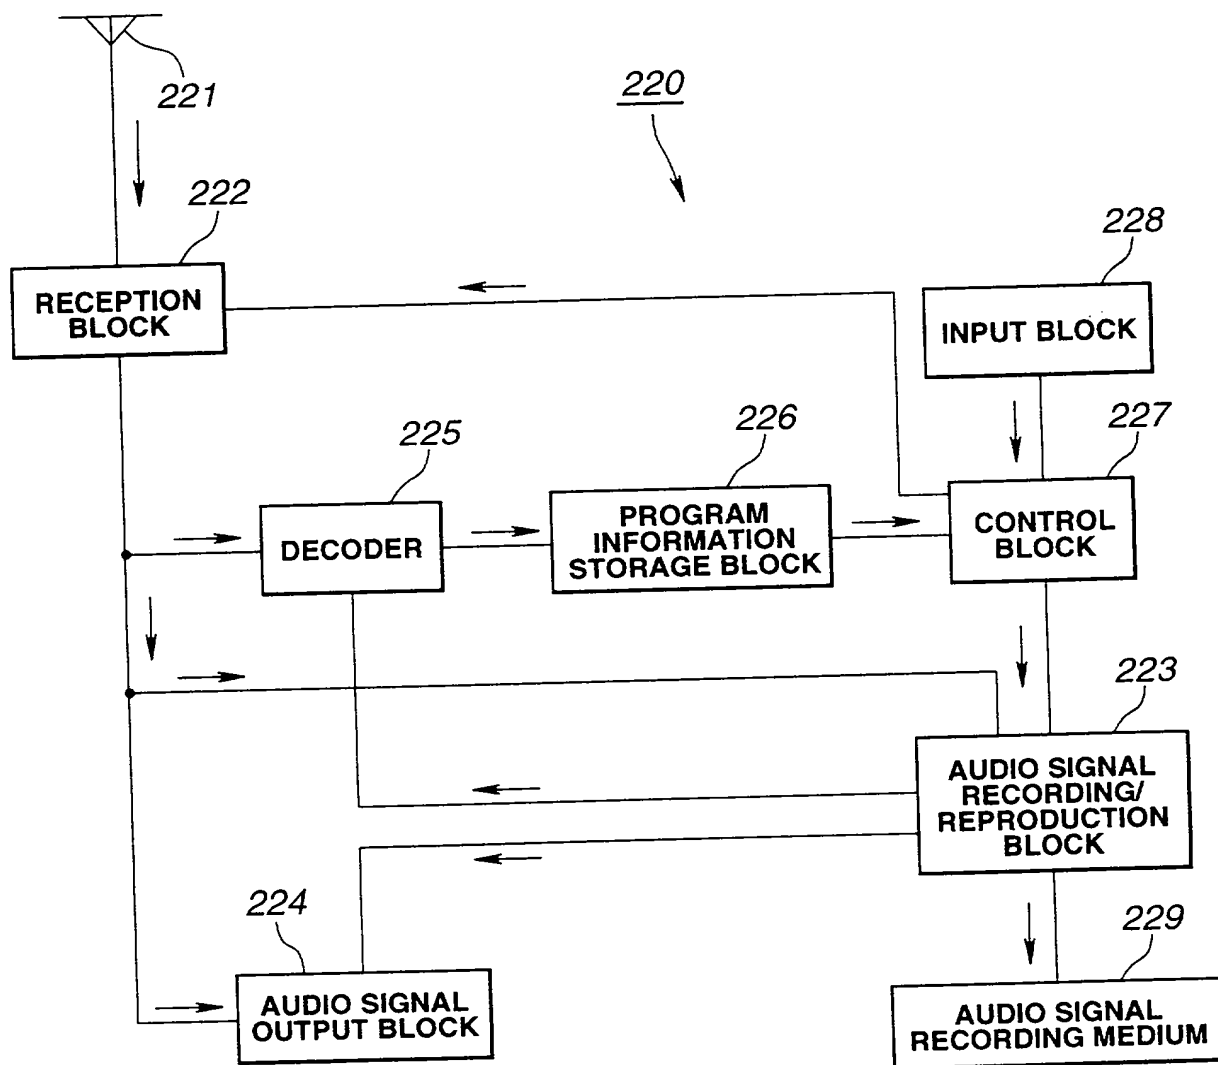 221
220
222
228
RECEPTION
BLOCK
INPUT BLOCK
225
226
227
DECODER
PROGRAM
INFORMATION
STORAGE BLOCK
CONTROL
BLOCK
223
AUDIO SIGNAL
RECORDING/
REPRODUCTION
BLOCK
224
229
AUDIO SIGNAL
OUTPUT BLOCK
AUDIO SIGNAL
RECORDING MEDIUM